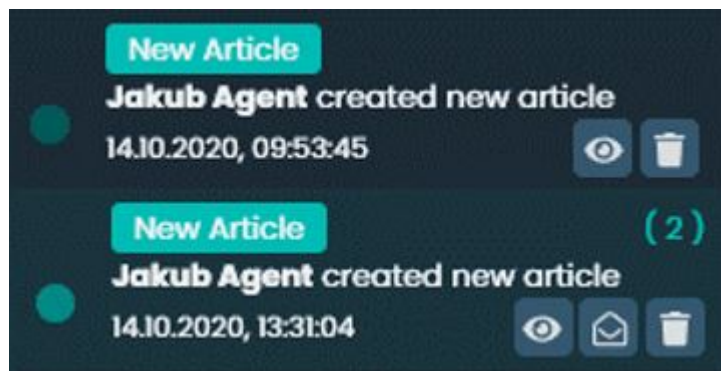 New Article
Jakub Agent created new article
14.10.2020, 09:53:45
New Article
(2)
Jakub Agent created new article
14.10.2020, 13:31:04